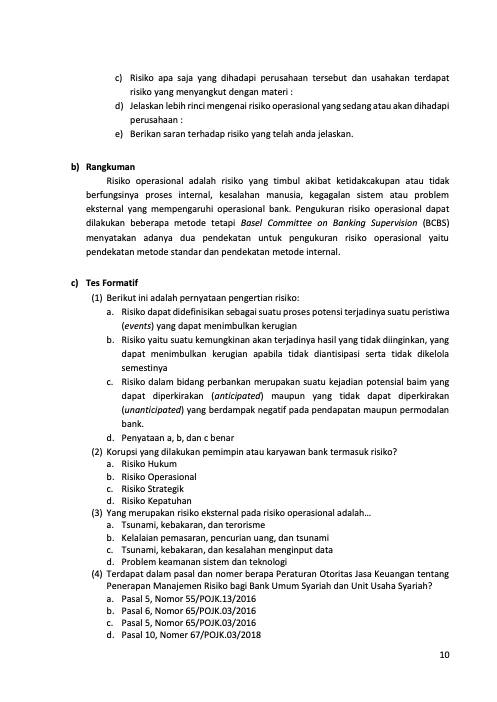 c) Risiko apa saja yang dihadapi perusahaan tersebut dan usahakan terdapat
risiko yang menyangkut dengan materi :
d) Jelaskan lebih rinci mengenai risiko operasional yang sedang atau akan dihadapi
perusahaan :
e) Berikan saran terhadap risiko yang telah anda jelaskan.
b) Rangkuman
Risiko operasional adalah risiko yang timbul akibat ketidakcakupan atau tidak
berfungsinya proses internal, kesalahan manusia, kegagalan sistem atau problem
eksternal yang mempengaruhi operasional bank. Pengukuran risiko operasional dapat
dilakukan beberapa metode tetapi Basel Committee on Banking Supervision (BCBS)
menyatakan adanya dua pendekatan untuk pengukuran risiko operasional yaitu
pendekatan metode standar dan pendekatan metode internal.
c) Tes Formatif
(1) Berikut ini adalah pernyataan pengertian risiko:
a. Risiko dapat didefinisikan sebagai suatu proses potensi terjadinya suatu peristiwa
(events) yang dapat menimbulkan kerugian
b. Risiko yaitu suatu kemungkinan akan terjadinya hasil yang tidak diinginkan, yang
dapat menimbulkan kerugian apabila tidak diantisipasi serta tidak dikelola
semestinya
c. Risiko dalam bidang perbankan merupakan suatu kejadian potensial baim yang
dapat diperkirakan (anticipated) maupun yang tidak dapat diperkirakan
(unanticipated) yang berdampak negatif pada pendapatan maupun permodalan
bank.
d. Penyataan a, b, dan c benar
(2) Korupsi yang dilakukan pemimpin atau karyawan bank termasuk risiko?
a. Risiko Hukum
b. Risiko Operasional
c. Risiko Strategik
d. Risiko Kepatuhan
(3) Yang merupakan risiko eksternal pada risiko operasional adalah…
a. Tsunami, kebakaran, dan terorisme
b. Kelalaian pemasaran, pencurian uang, dan tsunami
c. Tsunami, kebakaran, dan kesalahan menginput data
d. Problem keamanan sistem dan teknologi
(4) Terdapat dalam pasal dan nomer berapa Peraturan Otoritas Jasa Keuangan tentang
Penerapan Manajemen Risiko bagi Bank Umum Syariah dan Unit Usaha Syariah?
a. Pasal 5, Nomor 55/POJK.13/2016
b. Pasal 6, Nomor 65/POJK.03/2016
c. Pasal 5, Nomor 65/POJK.03/2016
d. Pasal 10, Nomer 67/POJK.03/2018
10